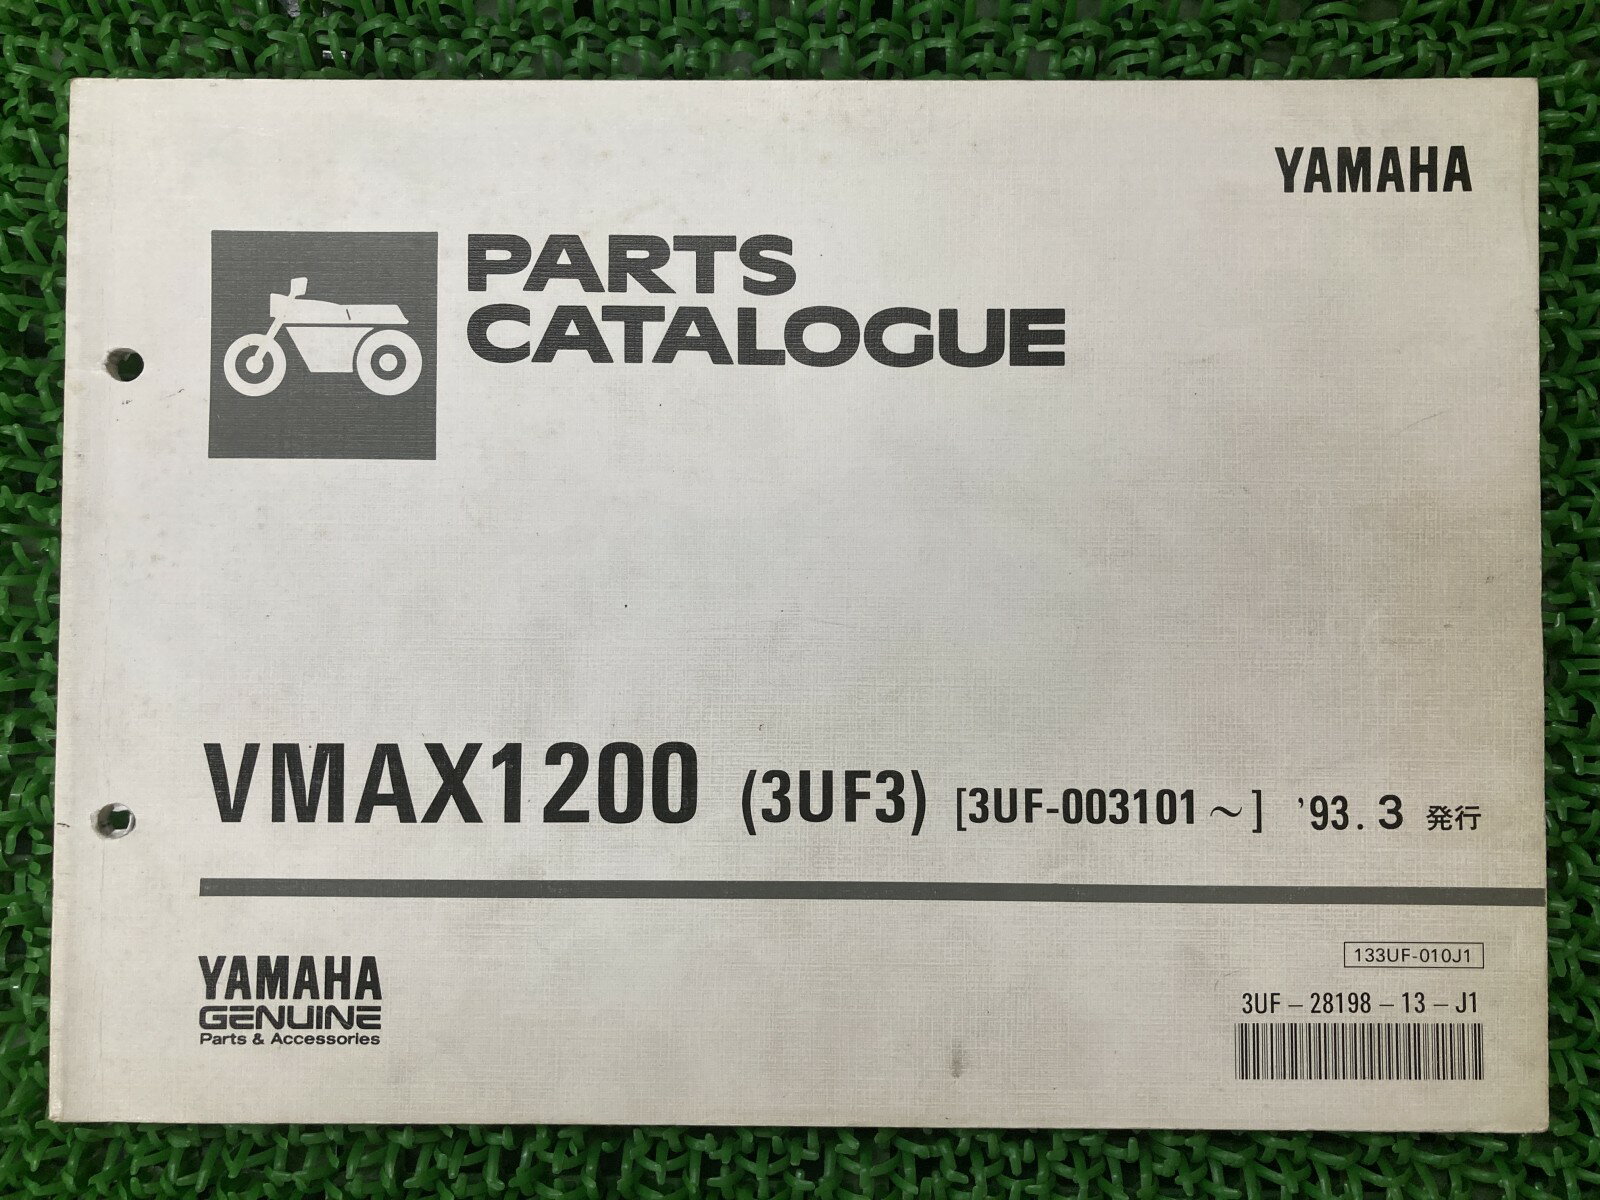 YAMAHA
PARTS
CATALOGUE
VMAX1200 (3UF3) [3UF-003101～] '93.3 発行
133UF-010J1
3UF－28198－13－J1
YAMAHA
GENUINE
Parts & Accessories